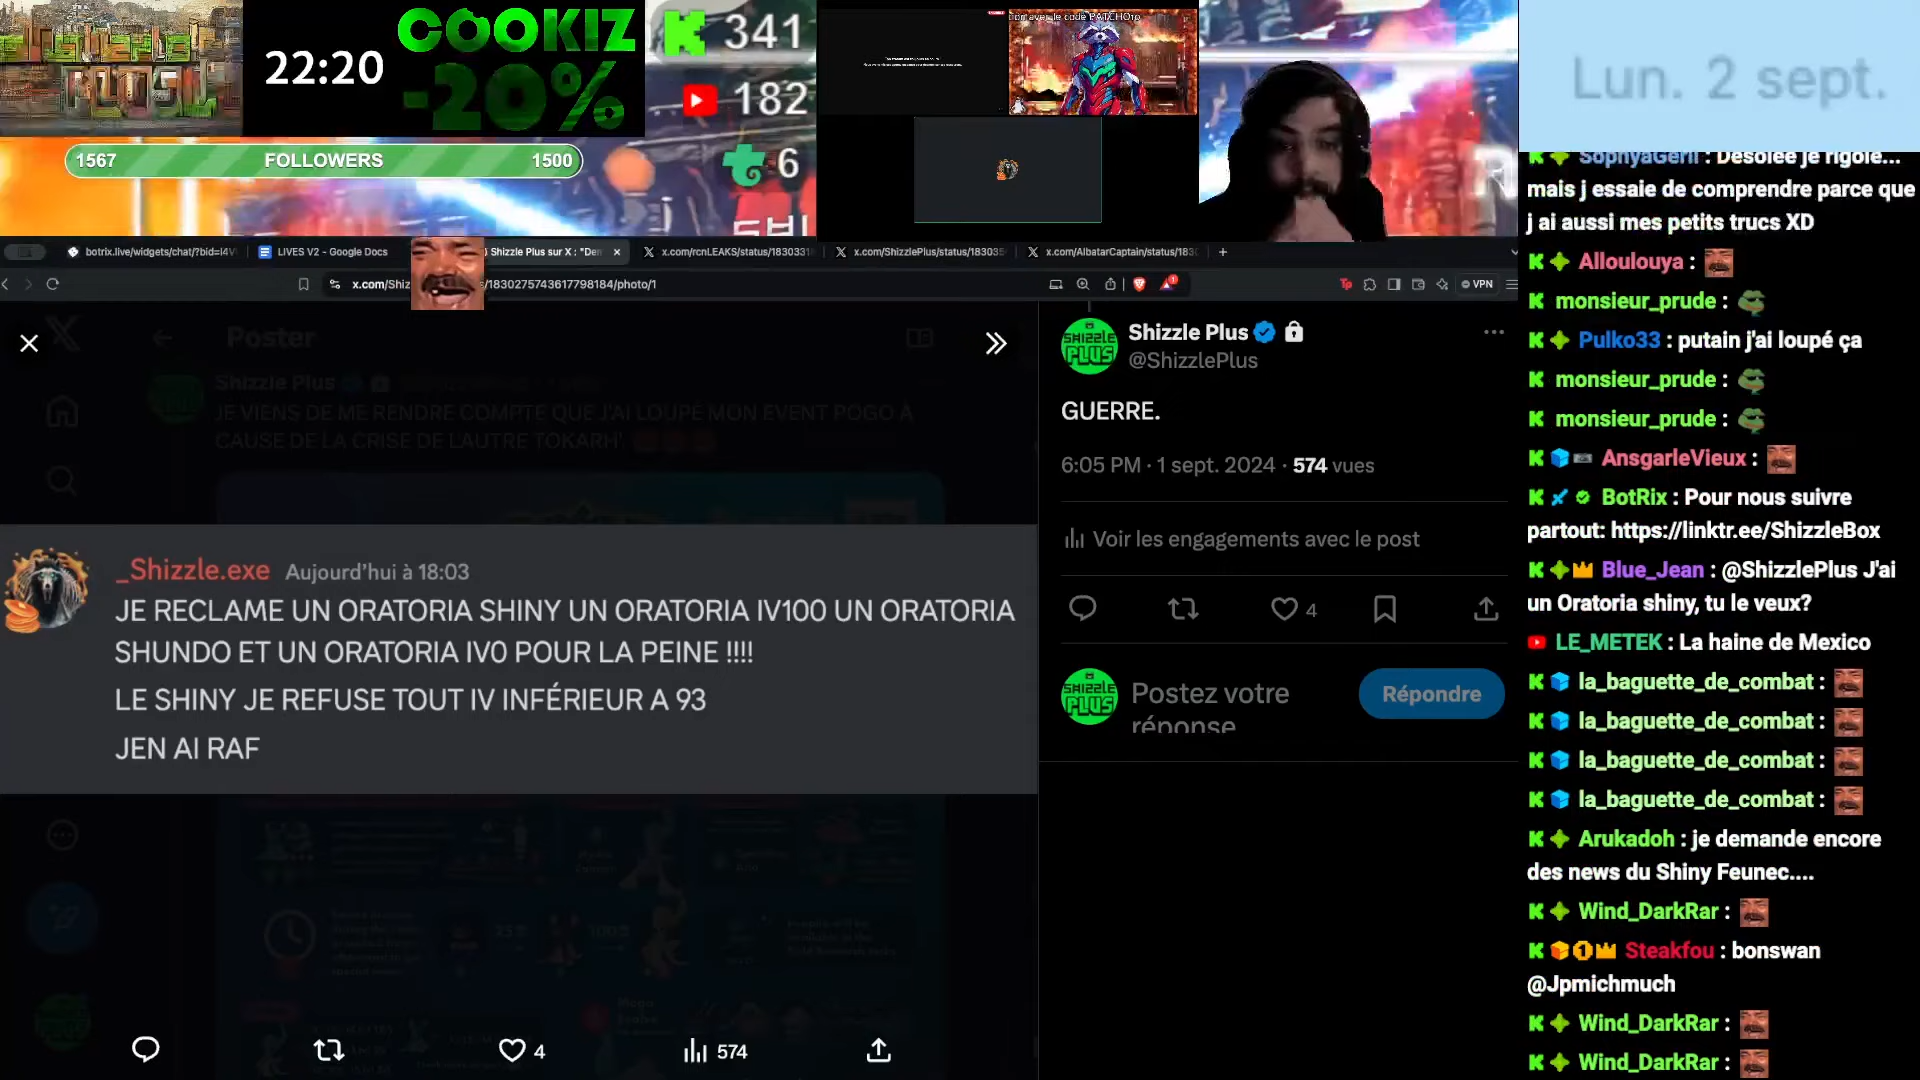 22:20
COOKIZ
-20%
341
182
6
1567 FOLLOWERS 1500
Lun. 2 sept.
botrix.live/widgets/chat/?bid=l4V
LIVES V2 - Google Docs
Shizzle Plus sur X : "Den
x.com/rcnLEAKS/status/183033
x.com/ShizzlePlus/status/18303
x.com/AlbatarCaptain/status/183
x.com/Shiz
/1830275743617798184/photo/1
VPN
Poster
Shizzle Plus
JE VIENS DE ME RENDRE COMPTE QUE J'AI LOUPÉ MON EVENT POGO À
CAUSE DE LA CRISE DE L'AUTRE TOKARH'.
_Shizzle.exe Aujourd'hui à 18:03
JE RECLAME UN ORATORIA SHINY UN ORATORIA IV100 UN ORATORIA
SHUNDO ET UN ORATORIA IV0 POUR LA PEINE !!!!
LE SHINY JE REFUSE TOUT IV INFÉRIEUR A 93
JEN AI RAF
4
574
SHIZZLE
PLUS
Shizzle Plus
@ShizzlePlus
GUERRE.
6:05 PM · 1 sept. 2024 · 574 vues
Voir les engagements avec le post
4
SHIZZLE
PLUS
Postez votre
réponse
Répondre
SophyaGeni : Désolée je rigole...
mais j essaie de comprendre parce que
j ai aussi mes petits trucs XD
Alloulouya :
monsieur_prude :
Pulko33 : putain j'ai loupé ça
monsieur_prude :
monsieur_prude :
AnsgarleVieux :
BotRix : Pour nous suivre
partout: https://linktr.ee/ShizzleBox
Blue_Jean : @ShizzlePlus J'ai
un Oratoria shiny, tu le veux?
LE_METEK : La haine de Mexico
la_baguette_de_combat :
la_baguette_de_combat :
la_baguette_de_combat :
la_baguette_de_combat :
Arukadoh : je demande encore
des news du Shiny Feunec....
Wind_DarkRar :
Steakfou : bonswan
@Jpmichmuch
Wind_DarkRar :
Wind_DarkRar :